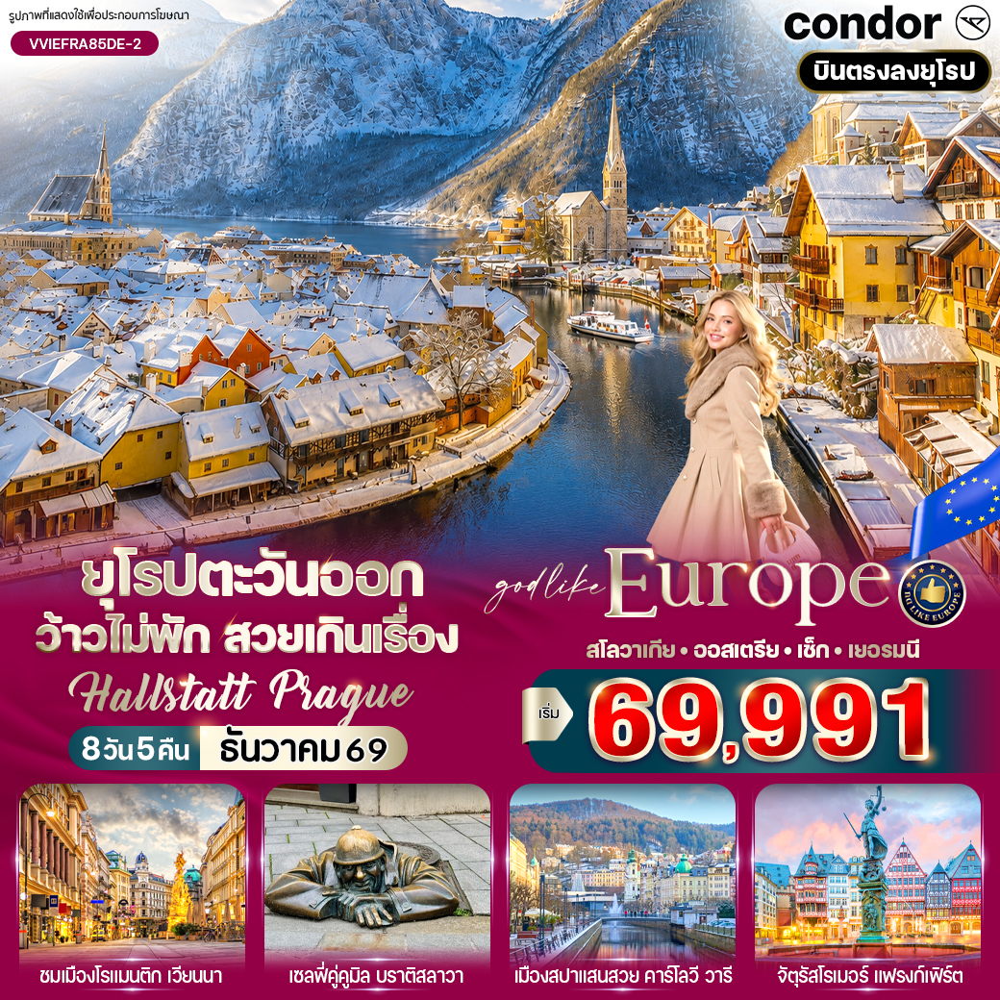 รูปภาพที่แสดงใช้เพื่อประกอบการโฆษณา
VVIEFRA85DE-2
condor
บินตรงลงยุโรป
ยุโรปตะวันออก
ว้าวไม่พัก สวยเกินเรื่อง
Hallstatt Prague
8 วัน 5 คืน
ธันวาคม 69
godlike Europe
สโลวาเกีย • ออสเตรีย • เช็ก • เยอรมนี
เริ่ม
69,991
ชมเมืองโรแมนติก เวียนนา
เซลฟี่คู่คูมิล บราติสลาวา
เมืองสปาแสนสวย คาร์โลวี วารี
จัตุรัสโรเมอร์ แฟรงก์เฟิร์ต